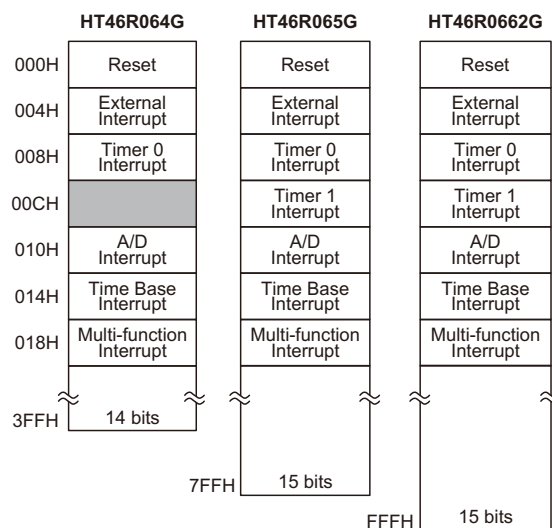 HT46R064G HT46R065G HT46R0662G
000H Reset Reset Reset
004H External Interrupt External Interrupt External Interrupt
008H Timer 0 Interrupt Timer 0 Interrupt Timer 0 Interrupt
00CH Timer 1 Interrupt Timer 1 Interrupt
010H A/D Interrupt A/D Interrupt A/D Interrupt
014H Time Base Interrupt Time Base Interrupt Time Base Interrupt
018H Multi-function Interrupt Multi-function Interrupt Multi-function Interrupt
3FFH 14 bits
7FFH 15 bits
FFFH 15 bits